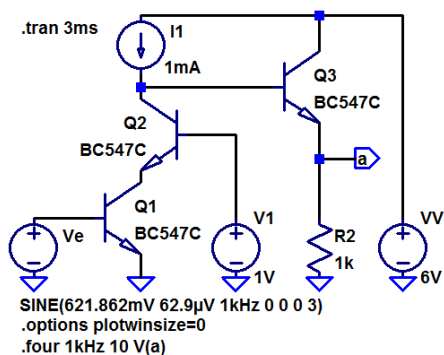 .tran 3ms
I1
1mA
Q3
BC547C
Q2
BC547C
a
Q1
BC547C
Ve
V1
1V
R2
1k
VV
6V
SINE(621.862mV 62.9µV 1kHz 0 0 0 3)
.options plotwinsize=0
.four 1kHz 10 V(a)